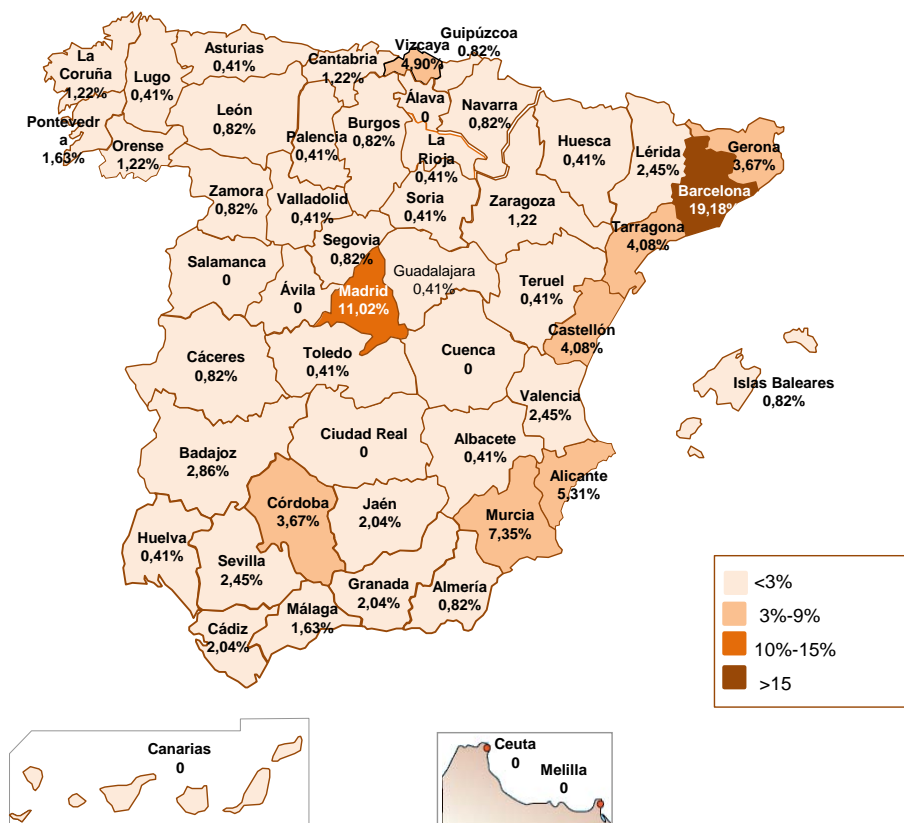 La
Coruña
1,22%
Lugo
0,41%
Asturias
0,41%
Cantabria
1,22%
Vizcaya
4,90%
Guipúzcoa
0.82%
Pontevedr
a
1,63%
Orense
1,22%
León
0,82%
Palencia
0,41%
Burgos
0,82%
Álava
0
Navarra
0,82%
La
Rioja
0,41%
Huesca
0,41%
Lérida
2,45%
Gerona
3,67%
Barcelona
19,18%
Zamora
0,82%
Valladolid
0,41%
Soria
0,41%
Zaragoza
1,22
Tarragona
4,08%
Segovia
0,82%
Salamanca
0
Ávila
0
Madrid
11,02%
Guadalajara
0,41%
Teruel
0,41%
Castellón
4,08%
Cáceres
0,82%
Toledo
0,41%
Cuenca
0
Valencia
2,45%
Islas Baleares
0,82%
Badajoz
2,86%
Ciudad Real
0
Albacete
0,41%
Alicante
5,31%
Córdoba
3,67%
Jaén
2,04%
Murcia
7,35%
Huelva
0,41%
Sevilla
2,45%
Granada
2,04%
Almería
0,82%
Málaga
1,63%
Cádiz
2,04%
<3%
3%-9%
10%-15%
>15
Canarias
0
Ceuta
0
Melilla
0